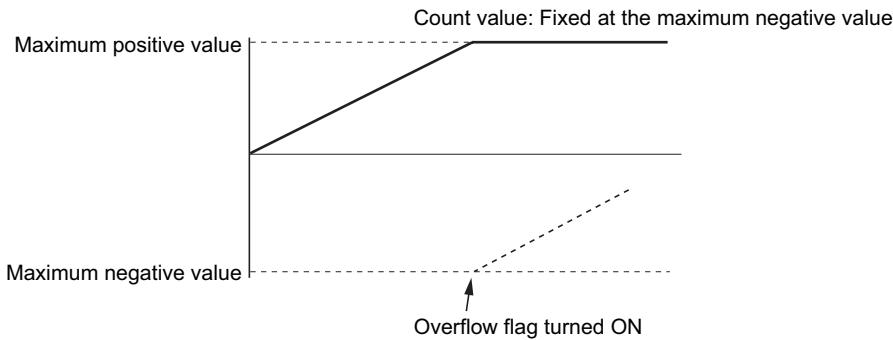 Count value: Fixed at the maximum negative value
Maximum positive value
Maximum negative value
Overflow flag turned ON